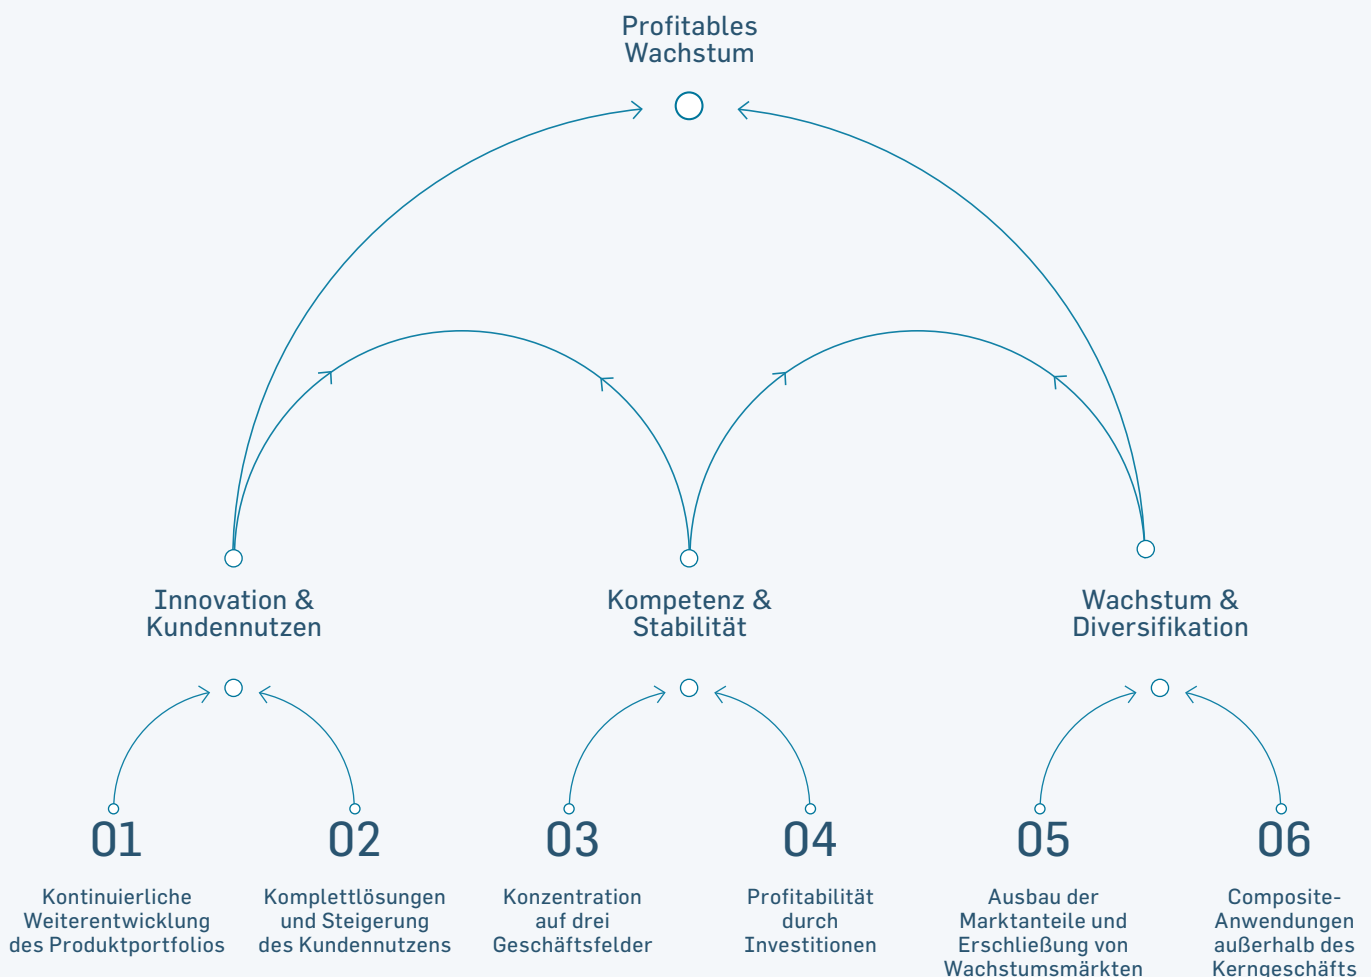 Profitables
Wachstum
Innovation &
Kundennutzen
Kompetenz &
Stabilität
Wachstum &
Diversifikation
01
Kontinuierliche
Weiterentwicklung
des Produktportfolios
02
Komplettlösungen
und Steigerung
des Kundennutzens
03
Konzentration
auf drei
Geschäftsfelder
04
Profitabilität
durch
Investitionen
05
Ausbau der
Marktanteile und
Erschließung von
Wachstumsmärkten
06
Composite-
Anwendungen
außerhalb des
Kerngeschäfts